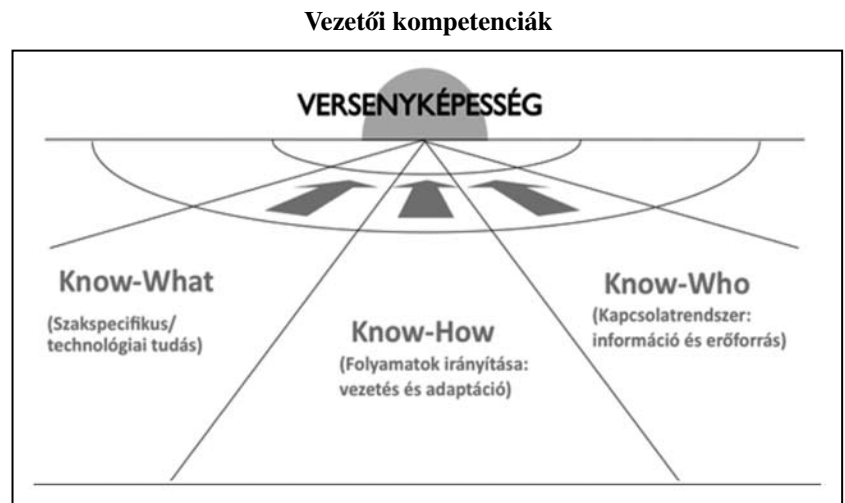 Vezetői kompetenciák
VERSENYKÉPESSÉG
Know-What
(Szakspecifikus/
technológiai tudás)
Know-How
(Folyamatok irányítása:
vezetés és adaptáció)
Know-Who
(Kapcsolatrendszer:
információ és erőforrás)